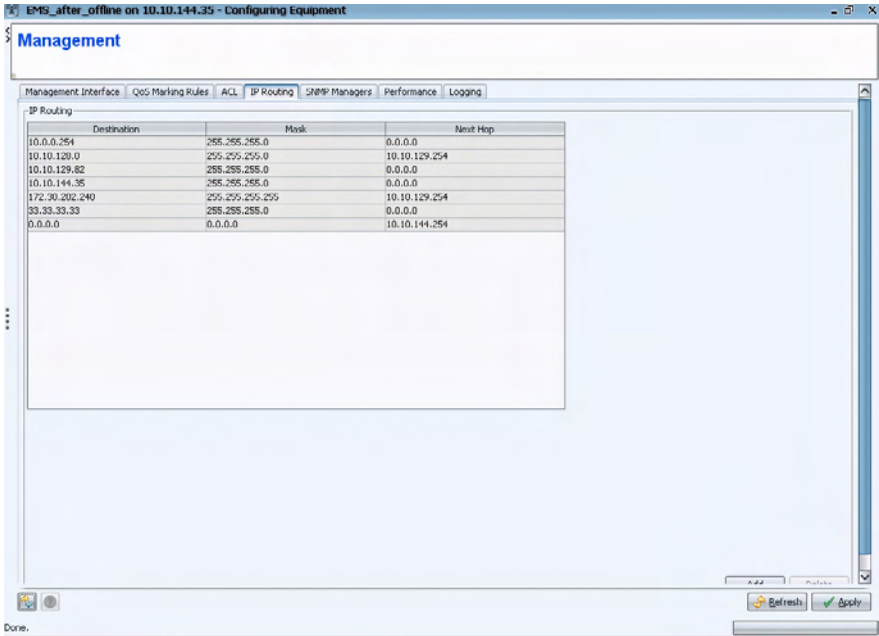 EMS_after_offline on 10.10.144.35 - Configuring Equipment
Management
Management Interface QoS Marking Rules ACL IP Routing SNMP Managers Performance Logging
IP Routing
Destination Mask Next Hop
10.0.0.254 255.255.255.0 0.0.0.0
10.10.128.0 255.255.255.0 10.10.129.254
10.10.129.82 255.255.255.0 0.0.0.0
10.10.144.35 255.255.255.0 0.0.0.0
172.30.202.240 255.255.255.255 10.10.129.254
33.33.33.33 255.255.255.0 0.0.0.0
0.0.0.0 0.0.0.0 10.10.144.254
Add Delete
Refresh Apply
Done.